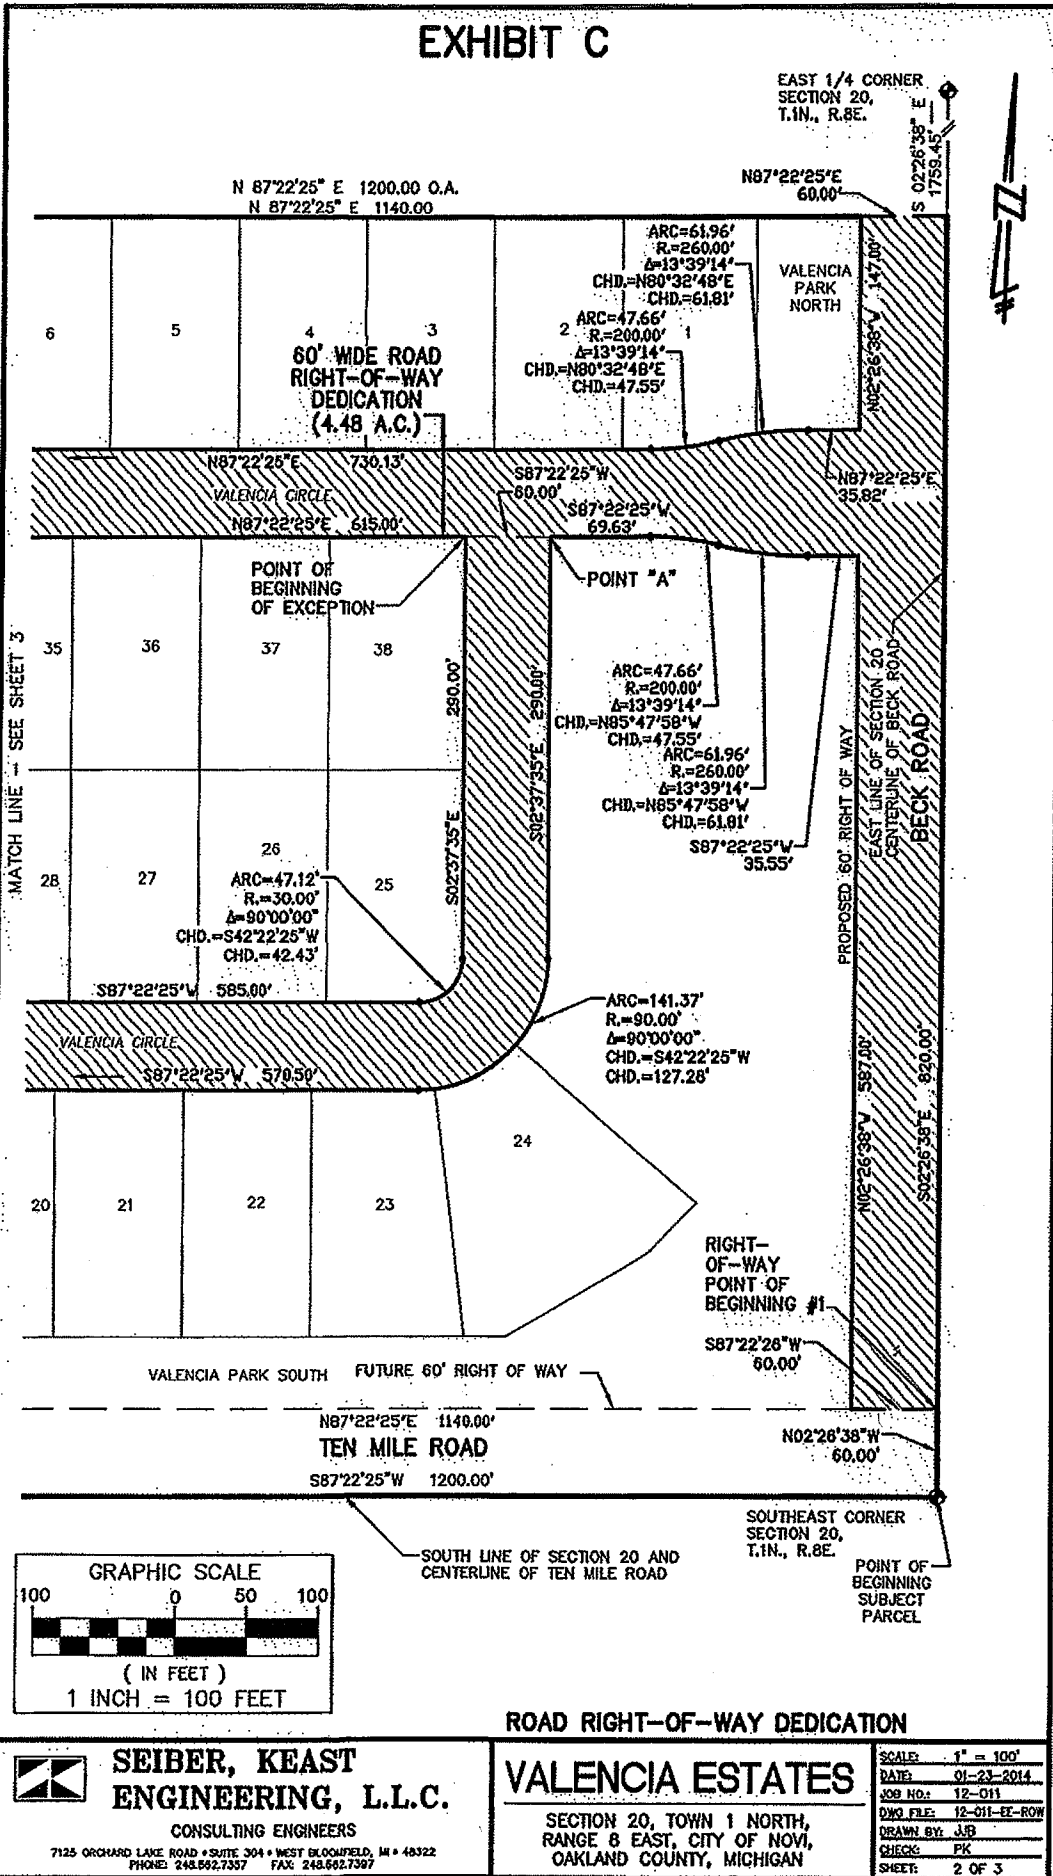 EXHIBIT C
EAST 1/4 CORNER
SECTION 20,
T.1N., R.8E.
S 02°26'38" E
1759.45'
N87°22'25"E
60.00'
N 87°22'25" E 1200.00 O.A.
N 87°22'25" E 1140.00
ARC=61.96'
R.=260.00'
Δ=13°39'14"
CHD.=N80°32'48"E
CHD.=61.81'
VALENCIA
PARK
NORTH
N02°26'38"W 147.00'
6
5
4
3
2
1
ARC=47.66'
R.=200.00'
Δ=13°39'14"
CHD.=N80°32'48"E
CHD.=47.55'
60' WIDE ROAD
RIGHT-OF-WAY
DEDICATION
(4.48 A.C.)
N87°22'25"E 730.13'
VALENCIA CIRCLE
N87°22'25"E 615.00'
S87°22'25"W
60.00'
S87°22'25"W
69.63'
N87°22'25"E
35.82'
POINT OF
BEGINNING
OF EXCEPTION
POINT "A"
MATCH LINE - SEE SHEET 3
35
36
37
38
S02°37'35"E 290.00'
S02°37'35"E 290.00'
ARC=47.66'
R.=200.00'
Δ=13°39'14"
CHD.=N85°47'58"W
CHD.=47.55'
ARC=61.96'
R.=260.00'
Δ=13°39'14"
CHD.=N85°47'58"W
CHD.=61.81'
S87°22'25"W
35.55'
PROPOSED 60' RIGHT OF WAY
EAST LINE OF SECTION 20
CENTERLINE OF BECK ROAD
BECK ROAD
28
27
26
25
ARC=47.12'
R.=30.00'
Δ=90°00'00"
CHD.=S42°22'25"W
CHD.=42.43'
S87°22'25"W 585.00'
VALENCIA CIRCLE
S87°22'25"W 570.50'
ARC=141.37'
R.=90.00'
Δ=90°00'00"
CHD.=S42°22'25"W
CHD.=127.28'
N02°26'38"W 587.00'
S02°26'38"E 820.00'
20
21
22
23
24
RIGHT-
OF-WAY
POINT OF
BEGINNING #1
S87°22'26"W
60.00'
VALENCIA PARK SOUTH
FUTURE 60' RIGHT OF WAY
N87°22'25"E 1140.00'
TEN MILE ROAD
S87°22'25"W 1200.00'
N02°26'38"W
60.00'
SOUTHEAST CORNER
SECTION 20,
T.1N., R.8E.
SOUTH LINE OF SECTION 20 AND
CENTERLINE OF TEN MILE ROAD
POINT OF
BEGINNING
SUBJECT
PARCEL
GRAPHIC SCALE
100 0 50 100
( IN FEET )
1 INCH = 100 FEET
ROAD RIGHT-OF-WAY DEDICATION
SEIBER, KEAST
ENGINEERING, L.L.C.
CONSULTING ENGINEERS
7125 ORCHARD LAKE ROAD • SUITE 304 • WEST BLOOMFIELD, MI • 48322
PHONE: 248.562.7357 FAX: 248.562.7397
VALENCIA ESTATES
SECTION 20, TOWN 1 NORTH,
RANGE 8 EAST, CITY OF NOVI,
OAKLAND COUNTY, MICHIGAN
SCALE: 1" = 100'
DATE: 01-23-2014
JOB NO.: 12-011
DWG FILE: 12-011-EE-ROW
DRAWN BY: JJB
CHECK: PK
SHEET: 2 OF 3